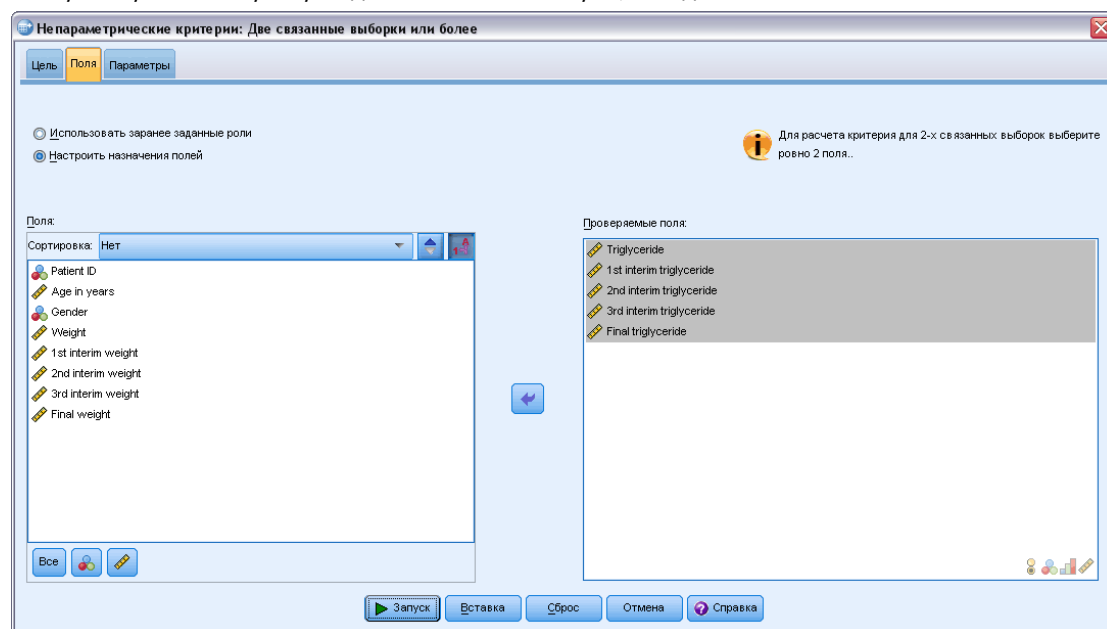 Непараметрические критерии: Две связанные выборки или более
Цель Поля Параметры
Использовать заранее заданные роли
Настроить назначения полей
Для расчета критерия для 2-х связанных выборок выберите
ровно 2 поля..
Поля:
Сортировка: Нет
Patient ID
Age in years
Gender
Weight
1st interim weight
2nd interim weight
3rd interim weight
Final weight
Все
Проверяемые поля:
Triglyceride
1st interim triglyceride
2nd interim triglyceride
3rd interim triglyceride
Final triglyceride
Запуск Вставка Сброс Отмена Справка